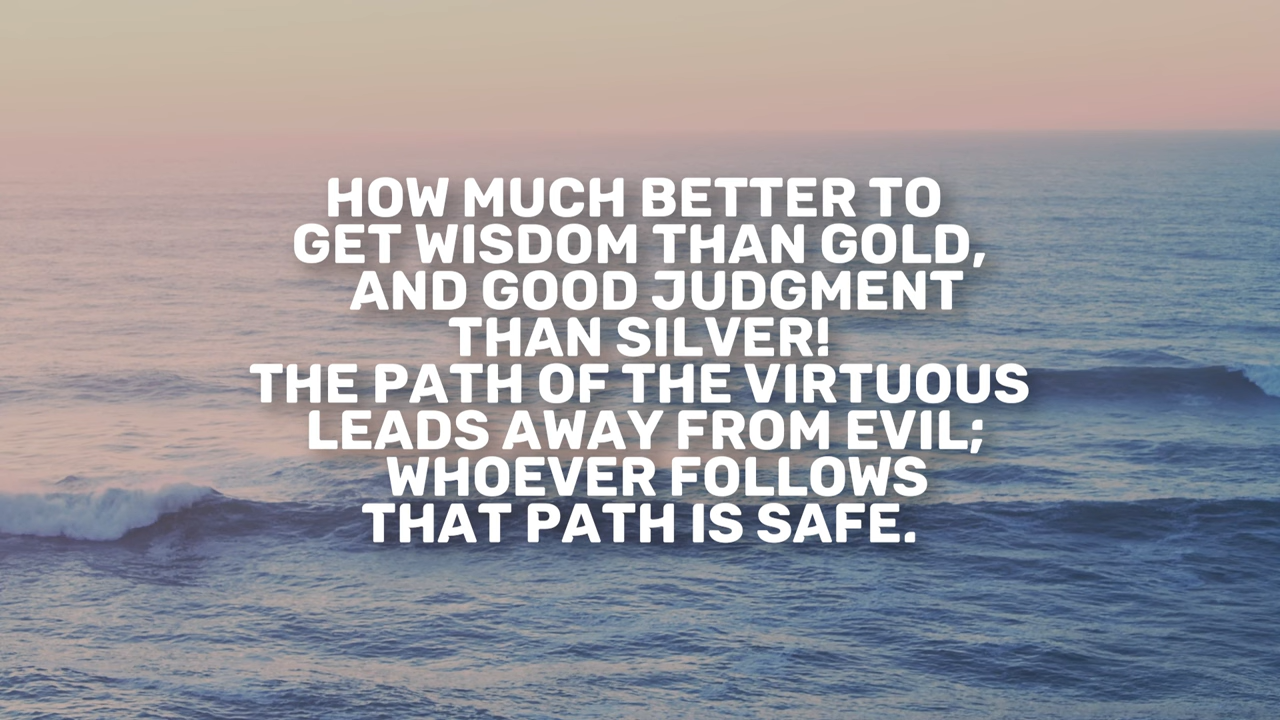 HOW MUCH BETTER TO
GET WISDOM THAN GOLD,
AND GOOD JUDGMENT
THAN SILVER!
THE PATH OF THE VIRTUOUS
LEADS AWAY FROM EVIL;
WHOEVER FOLLOWS
THAT PATH IS SAFE.